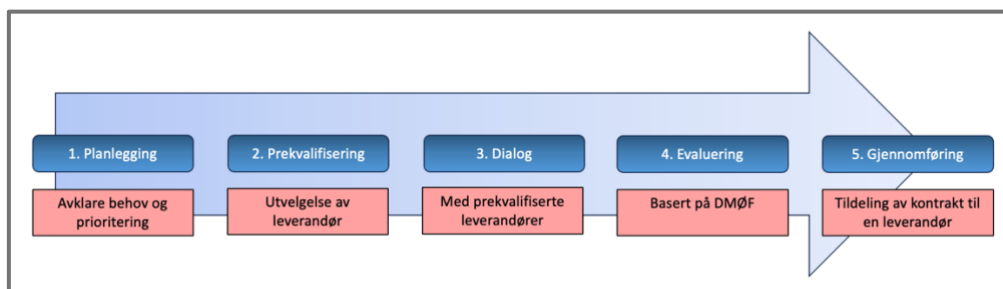 1. Planlegging
2. Prekvalifisering
3. Dialog
4. Evaluering
5. Gjennomføring
Avklare behov og
prioritering
Utvelgelse av
leverandør
Med prekvalifiserte
leverandører
Basert på DMØF
Tildeling av kontrakt til
en leverandør